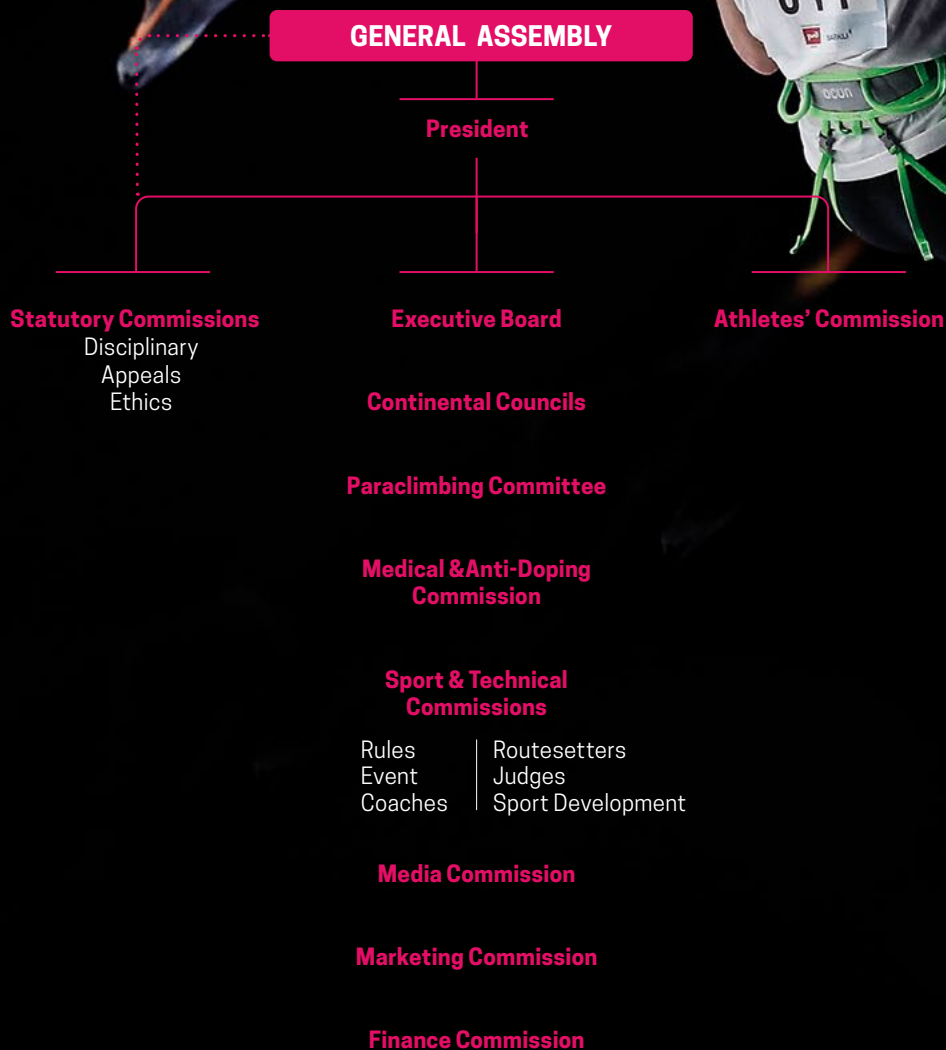 GENERAL ASSEMBLY
ocun
President
Statutory Commissions
Disciplinary
Appeals
Ethics
Executive Board
Athletes’ Commission
Continental Councils
Paraclimbing Committee
Medical &Anti-Doping
Commission
Sport & Technical
Commissions
Rules
Event
Coaches
Routesetters
Judges
Sport Development
Media Commission
Marketing Commission
Finance Commission